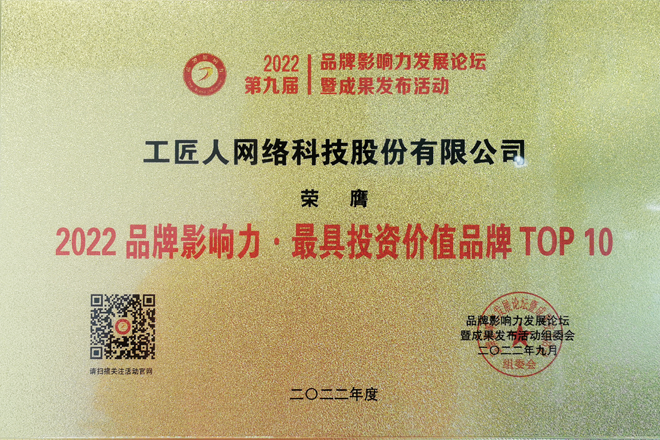 2022
第九届
品牌影响力发展论坛
暨成果发布活动
工匠人网络科技股份有限公司
荣 膺
2022 品牌影响力·最具投资价值品牌 TOP 10
请扫描关注活动官网
品牌影响力发展论坛
暨成果发布活动组委会
二〇二二年九月
组委会
二〇二二年度